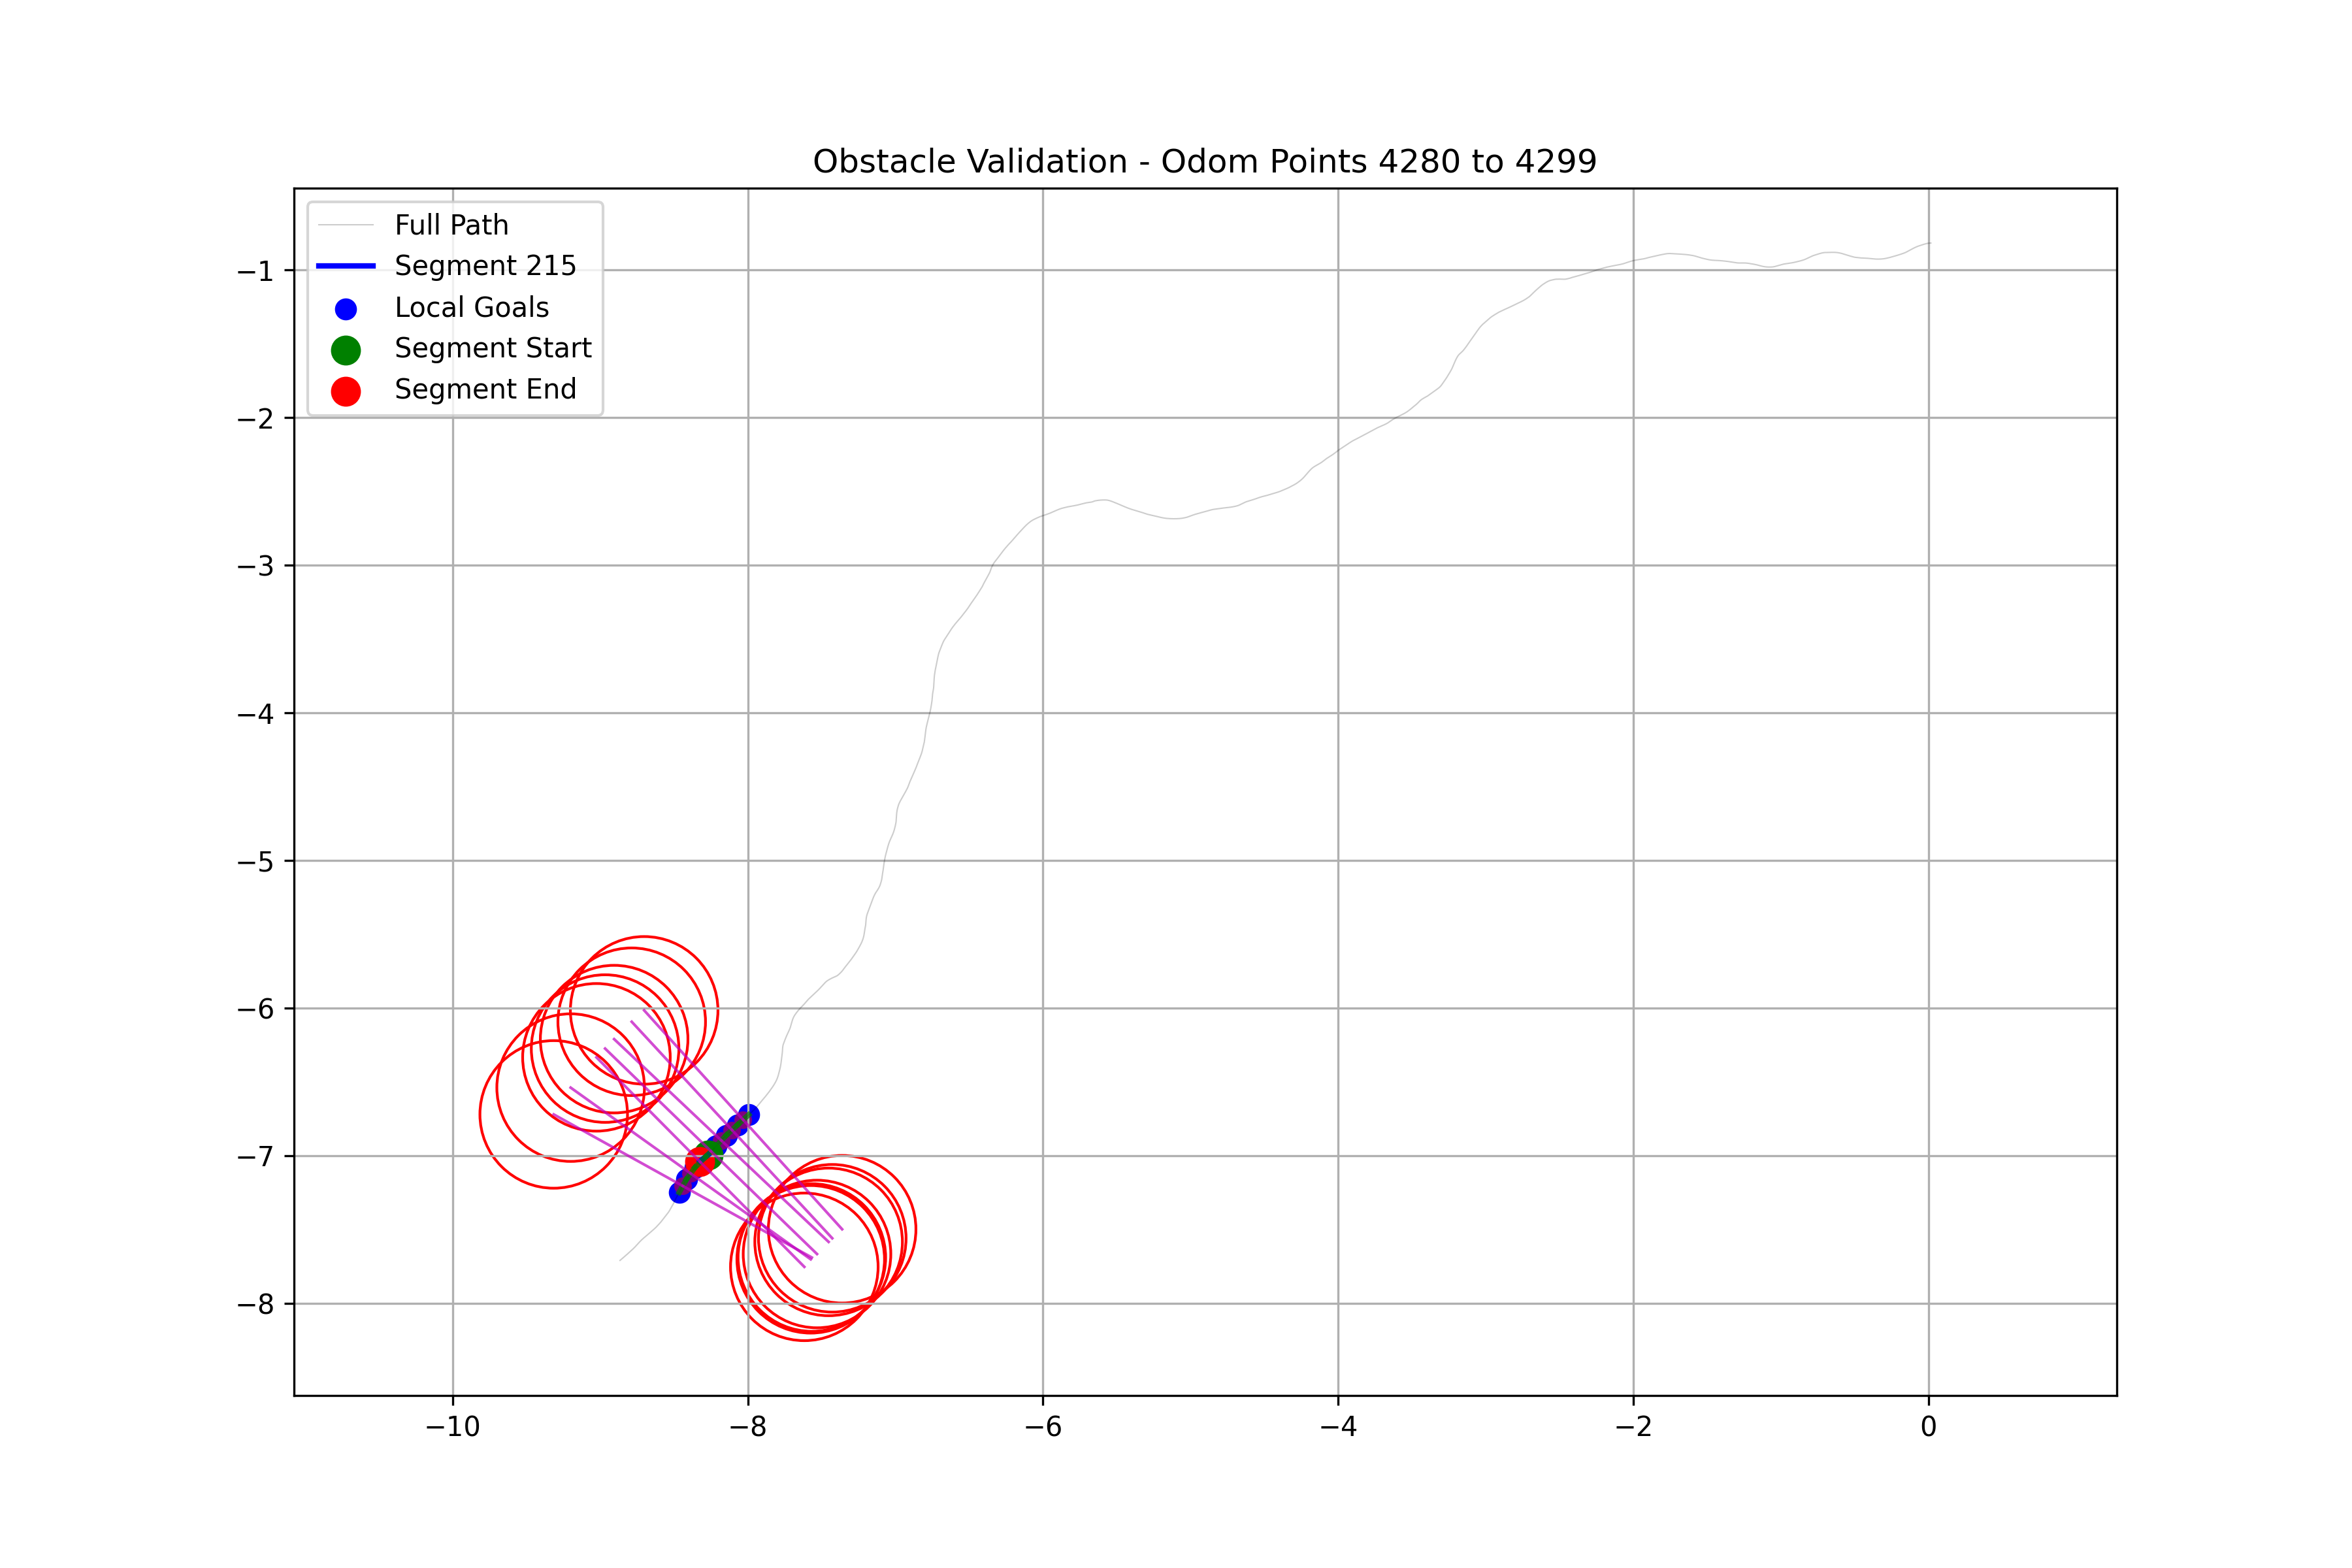 Obstacle Validation - Odom Points 4280 to 4299
Full Path
Segment 215
Local Goals
Segment Start
Segment End
−1
−2
−3
−4
−5
−6
−7
−8
−10
−8
−6
−4
−2
0